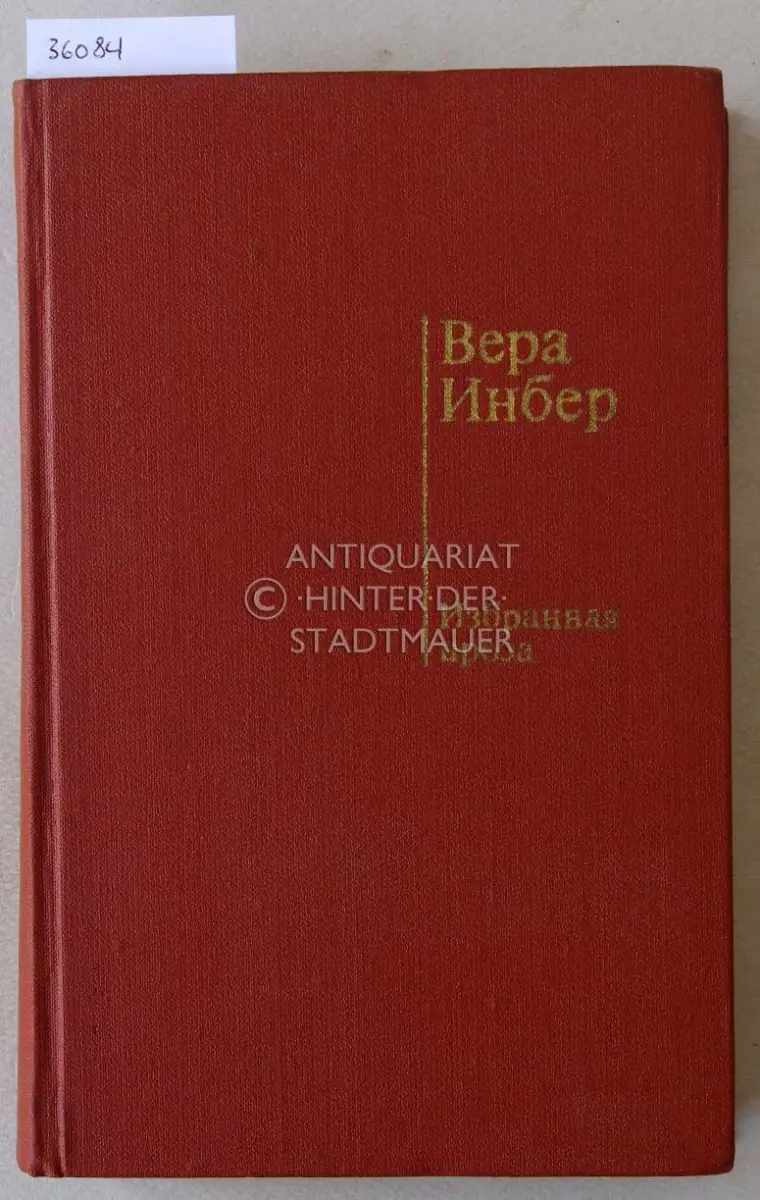 36084
Вера
Инбер
ANTIQUARIAT
© ·HINTER·DER·
STADTMAUER
Избранная
проза